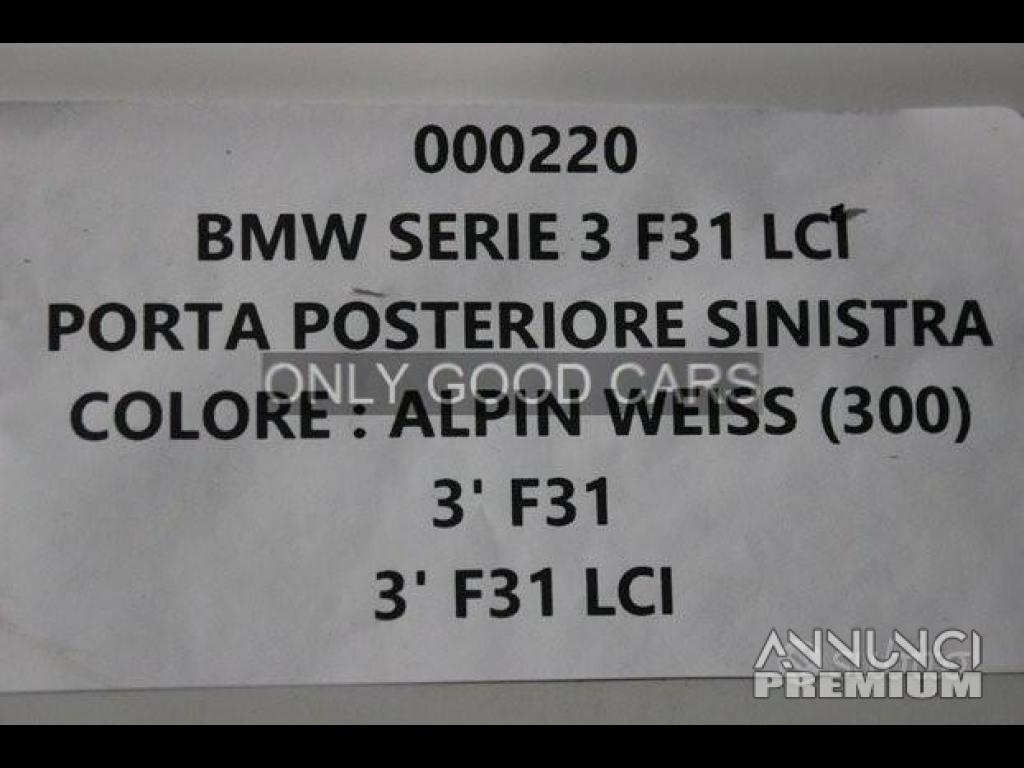 000220
BMW SERIE 3 F31 LCI
PORTA POSTERIORE SINISTRA
ONLY GOOD CARS
COLORE : ALPIN WEISS (300)
3' F31
3' F31 LCI
ANNUNCI
PREMIUM